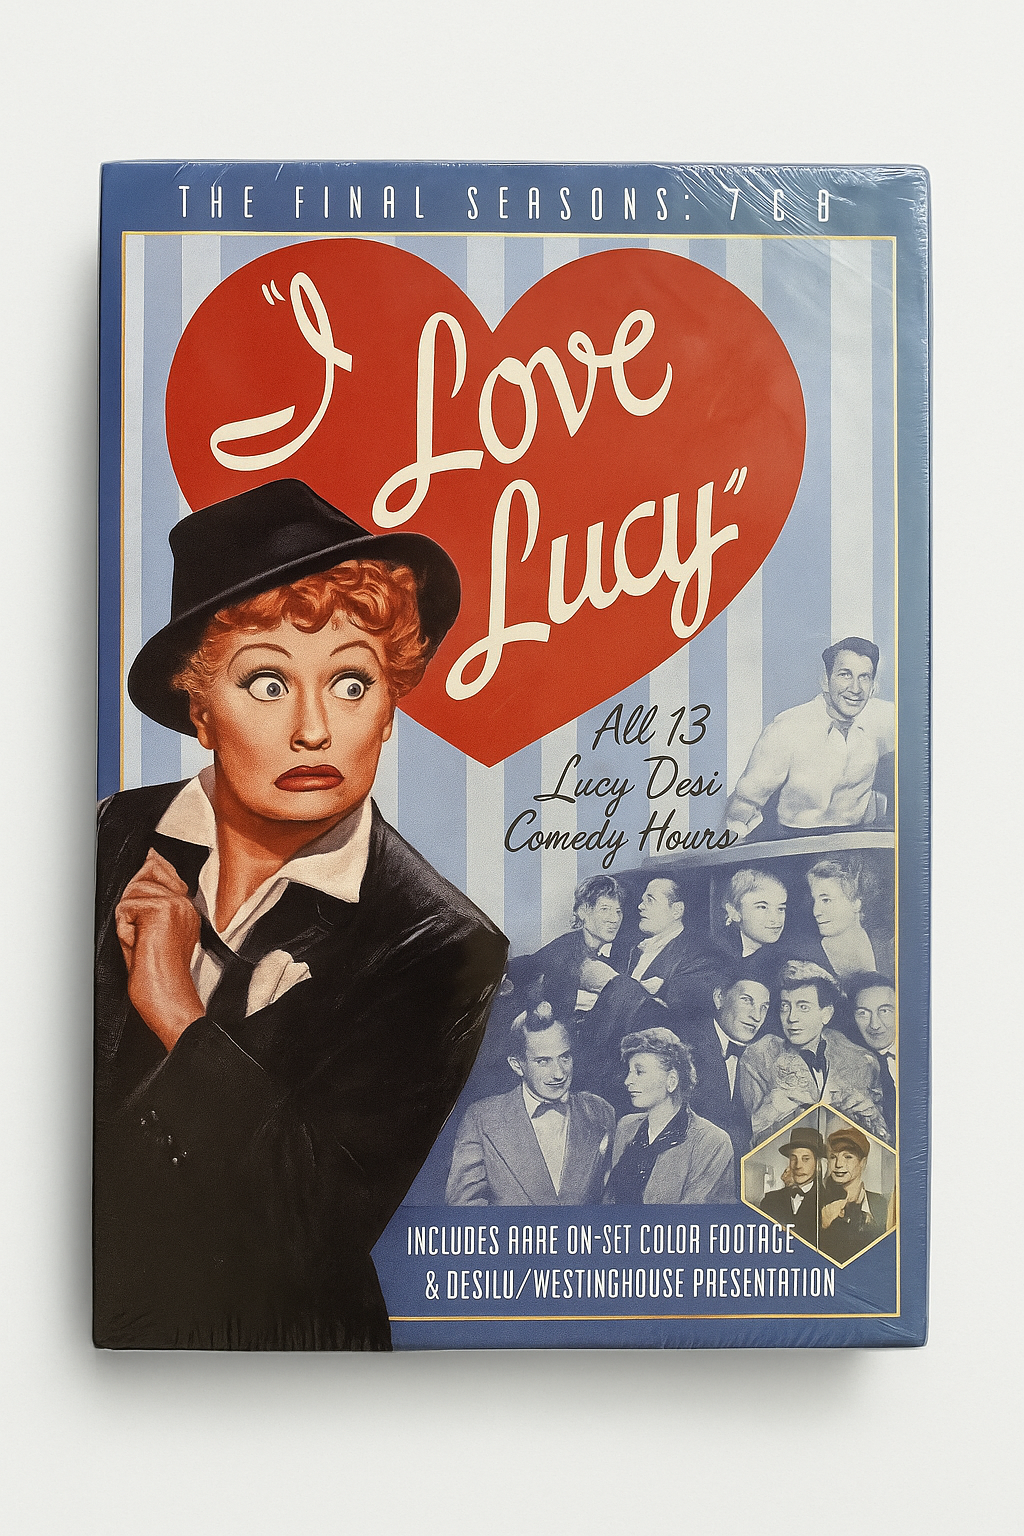 THE FINAL SEASONS: 7 G 8
"I Love
Lucy"
All 13
Lucy Desi
Comedy Hours
INCLUDES AARE ON-SET COLOR FOOTAGE
& DESILU/WESTINGHOUSE PRESENTATION